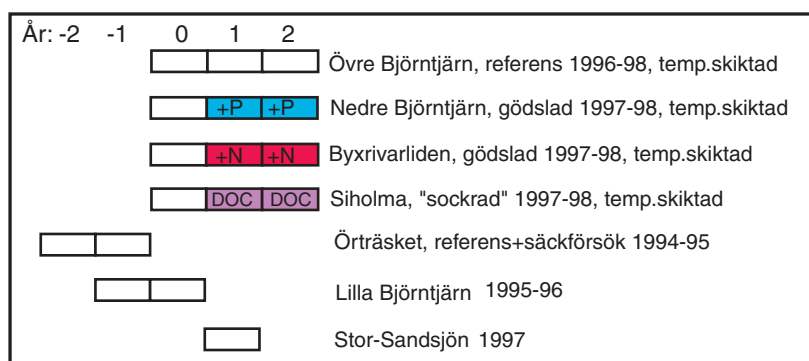 År: -2 -1 0 1 2
Övre Björntjärn, referens 1996-98, temp.skiktad
+P +P Nedre Björntjärn, gödslad 1997-98, temp.skiktad
+N +N Byxrivarliden, gödslad 1997-98, temp.skiktad
DOC DOC Siholma, "sockrad" 1997-98, temp.skiktad
Örträsket, referens+säckförsök 1994-95
Lilla Björntjärn 1995-96
Stor-Sandsjön 1997